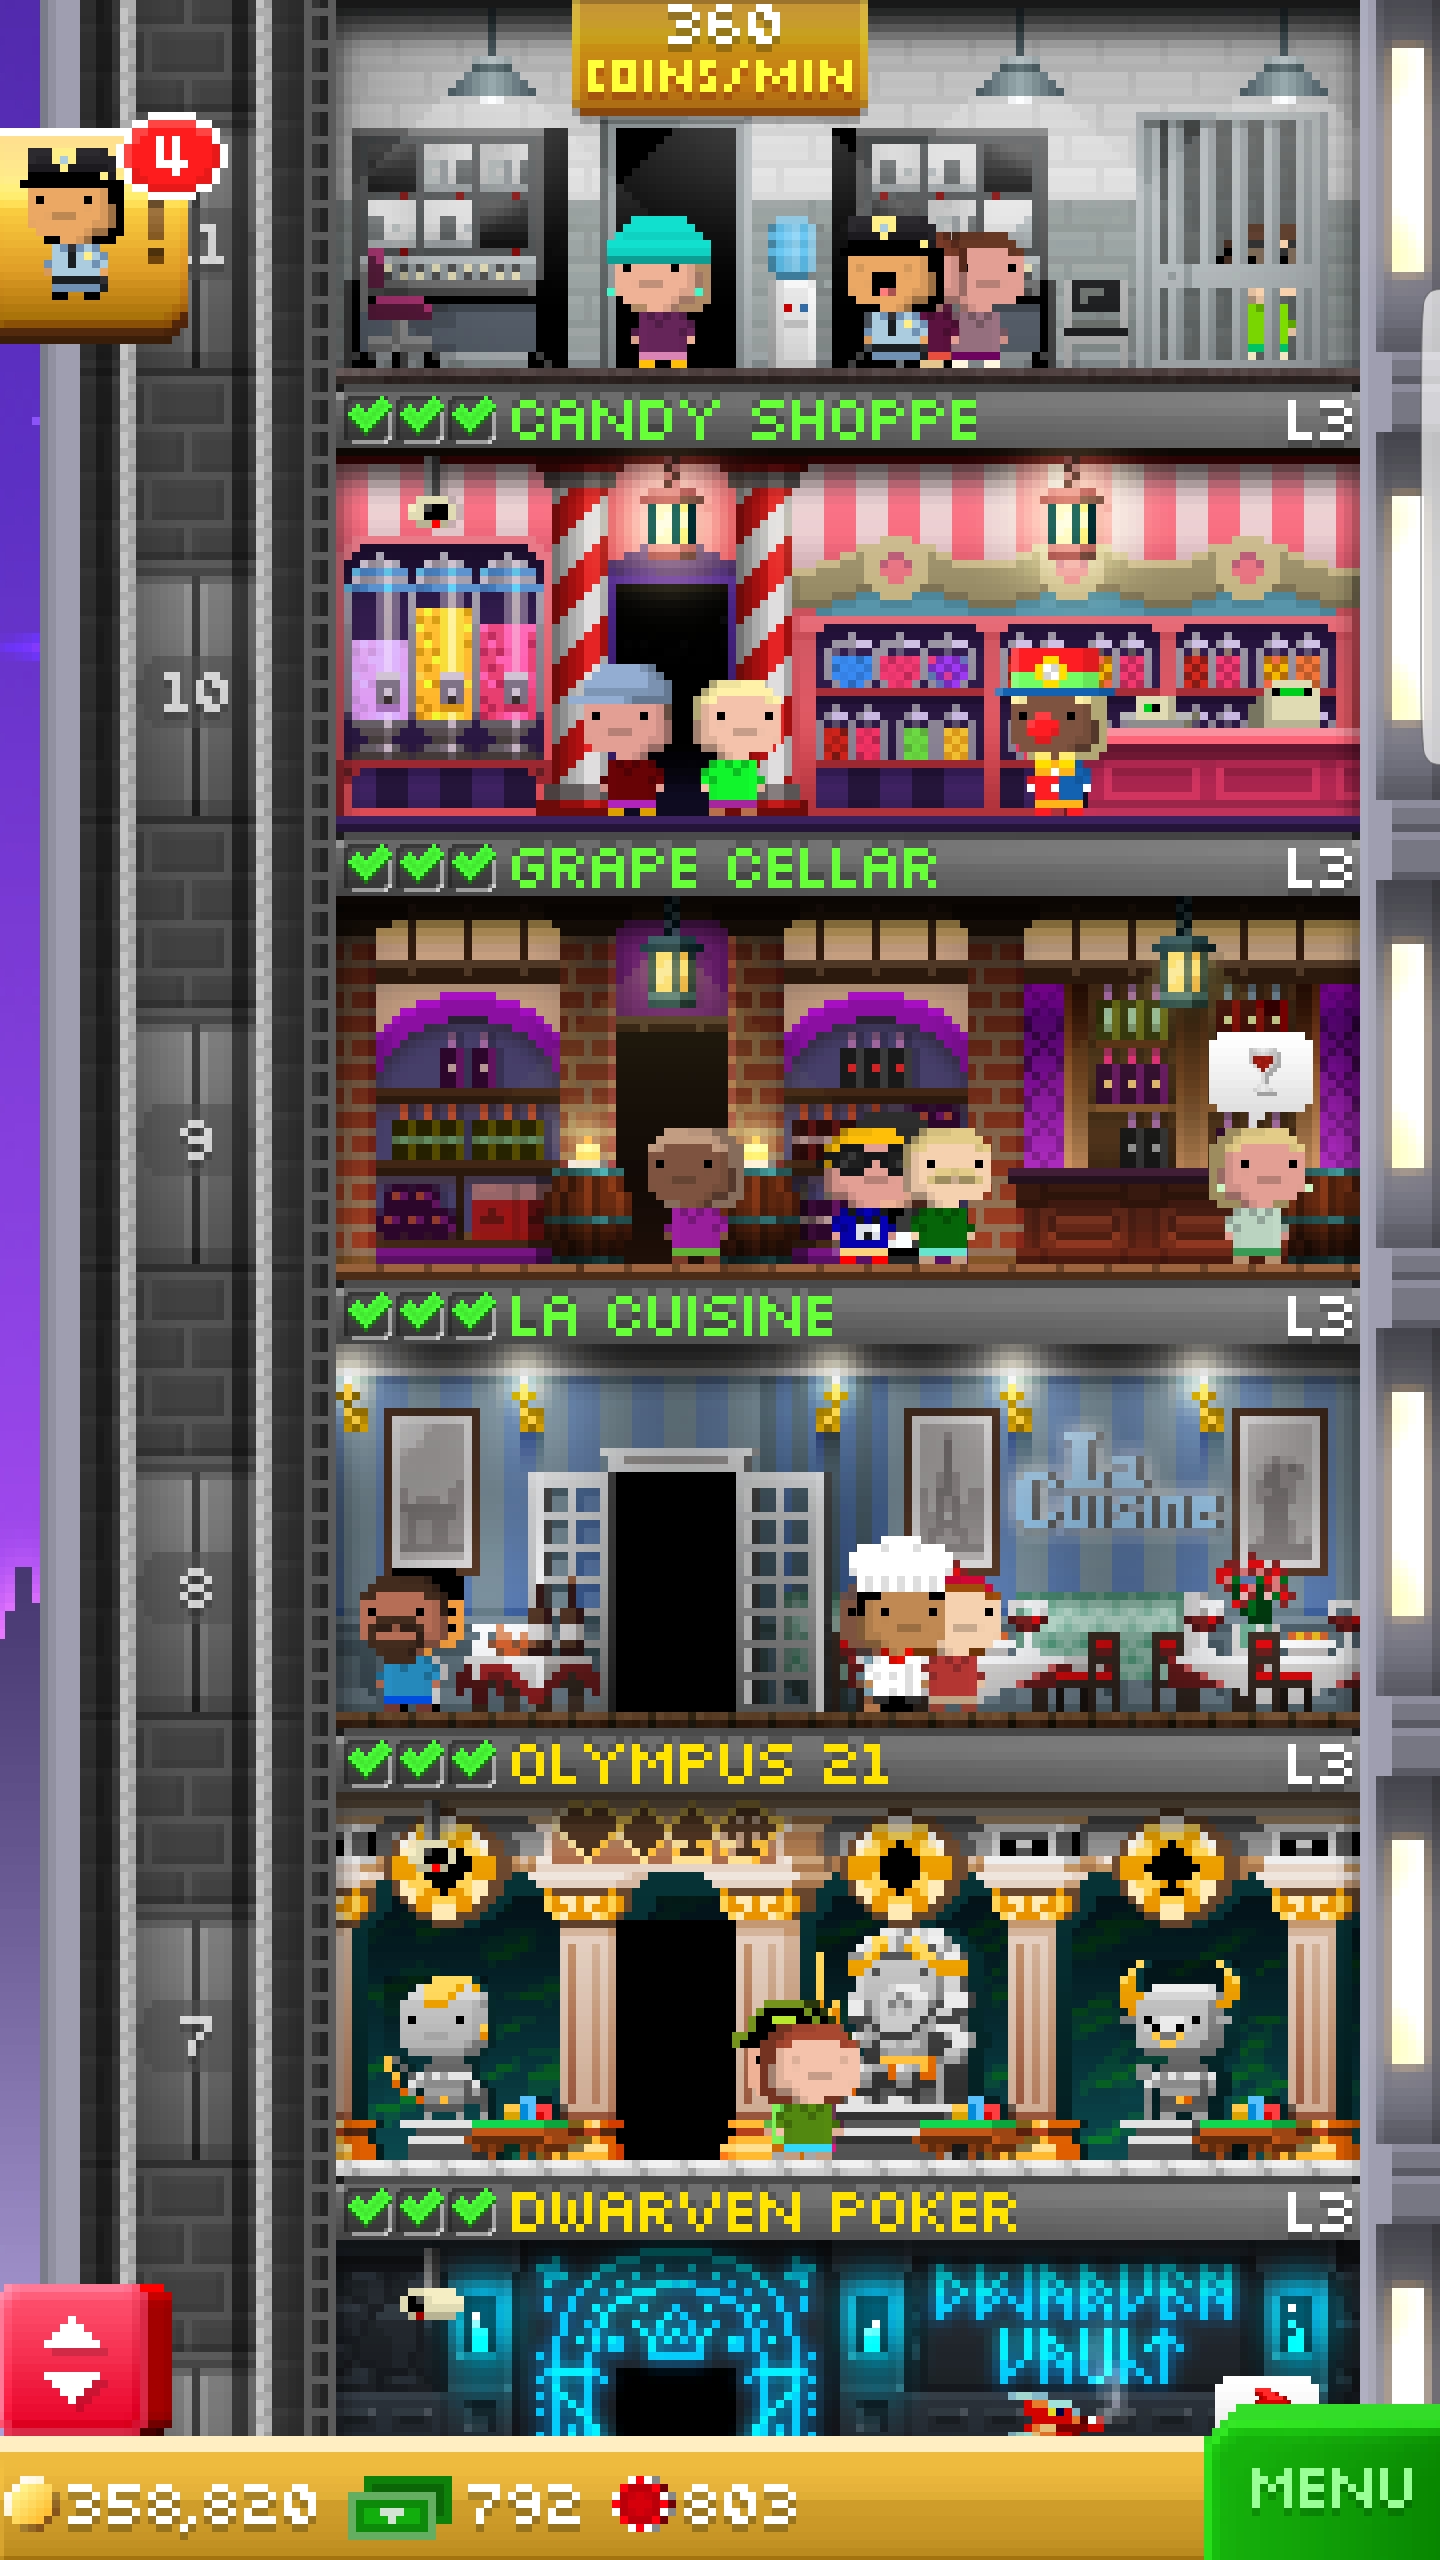 360
COINS/MIN
4
11
CANDY SHOPPE L3
10
GRAPE CELLAR L3
9
LA CUISINE L3
La
Cuisine
8
OLYMPUS 21 L3
7
DWARVEN POKER L3
DWARVEN
VAULT
358,820 792 803
MENU